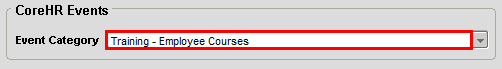 CoreHR Events
Event Category Training - Employee Courses